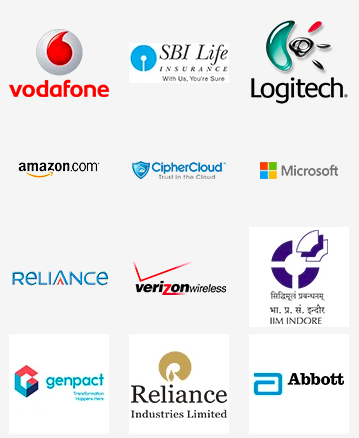 vodafone
SBI Life
INSURANCE
With Us, You're Sure
Logitech®
amazon.com®
CipherCloud™
Trust in the Cloud
Microsoft
RELIANCE
verizonwireless
सिद्धिमूलं प्रबन्धनम्
भा. प्र. सं. इन्दौर
IIM INDORE
genpact
Transformation
Happens Here
Reliance
Industries Limited
Abbott